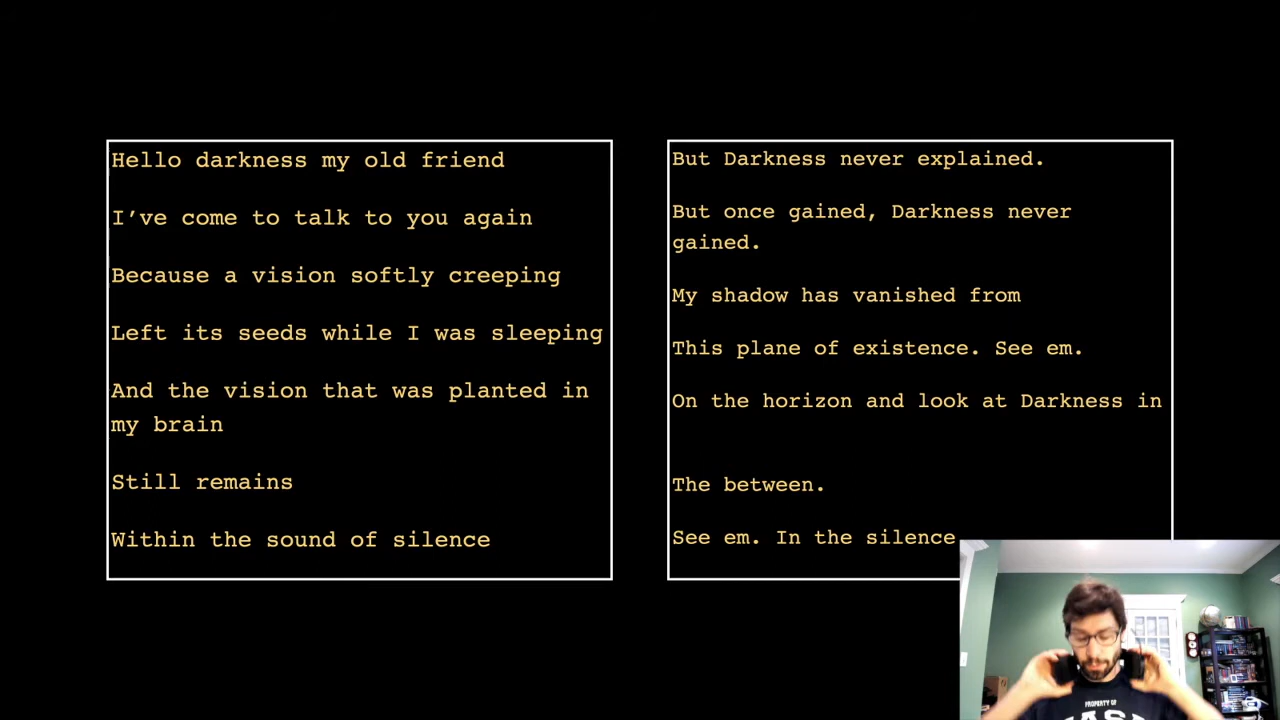 Hello darkness my old friend
I’ve come to talk to you again
Because a vision softly creeping
Left its seeds while I was sleeping
And the vision that was planted in
my brain
Still remains
Within the sound of silence
But Darkness never explained.
But once gained, Darkness never
gained.
My shadow has vanished from
This plane of existence. See em.
On the horizon and look at Darkness in
The between.
See em. In the silence
PROPERTY OF